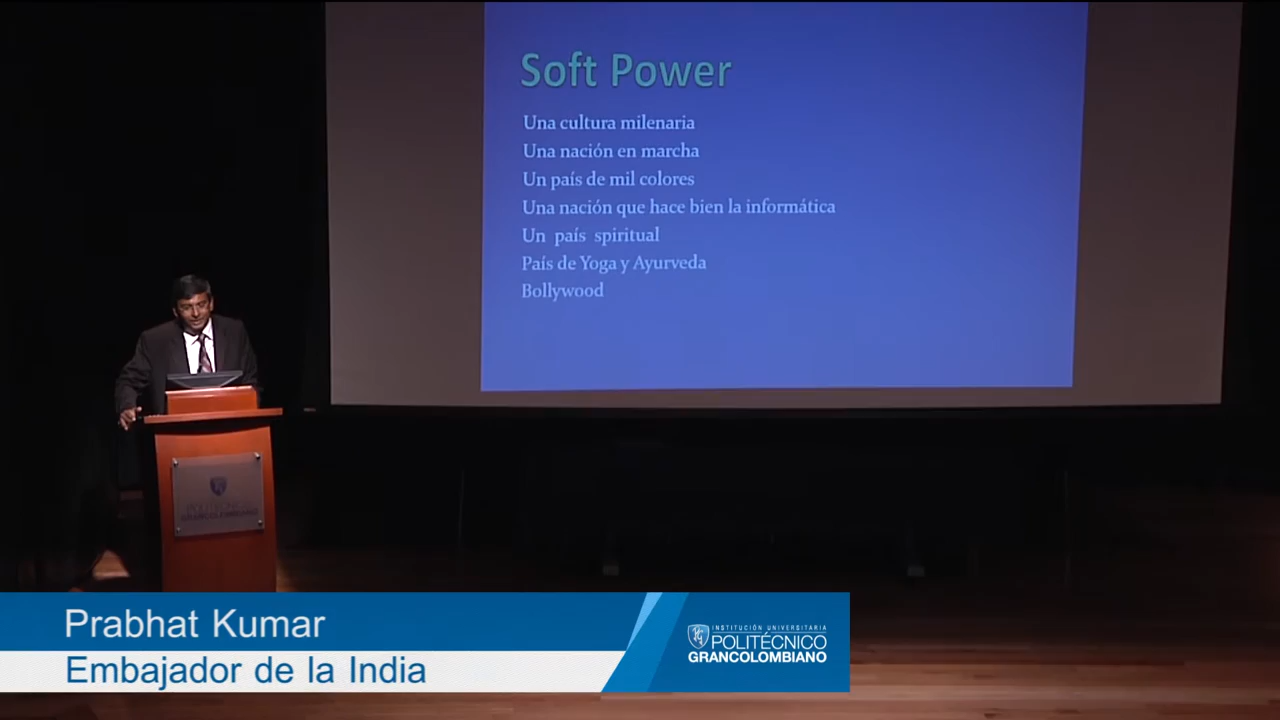 Soft Power
Una cultura milenaria
Una nación en marcha
Un país de mil colores
Una nación que hace bien la informática
Un país spiritual
País de Yoga y Ayurveda
Bollywood
POLITÉCNICO
GRANCOLOMBIANO
Prabhat Kumar
Embajador de la India
INSTITUCIÓN UNIVERSITARIA
POLITÉCNICO
GRANCOLOMBIANO